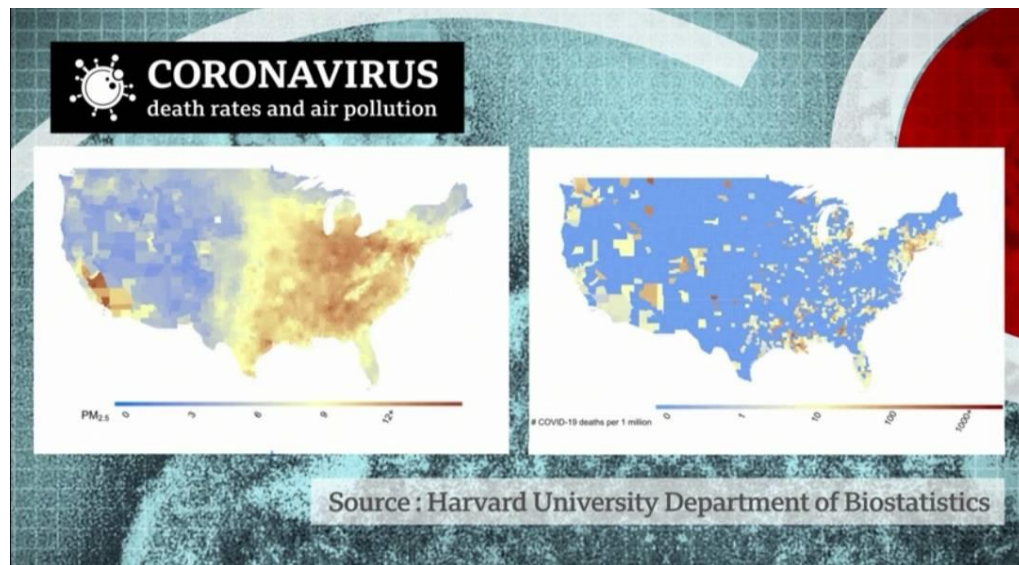 CORONAVIRUS
death rates and air pollution
PM2.5
0
3
6
9
12+
# COVID-19 deaths per 1 million
0
1
10
100
1000+
Source : Harvard University Department of Biostatistics